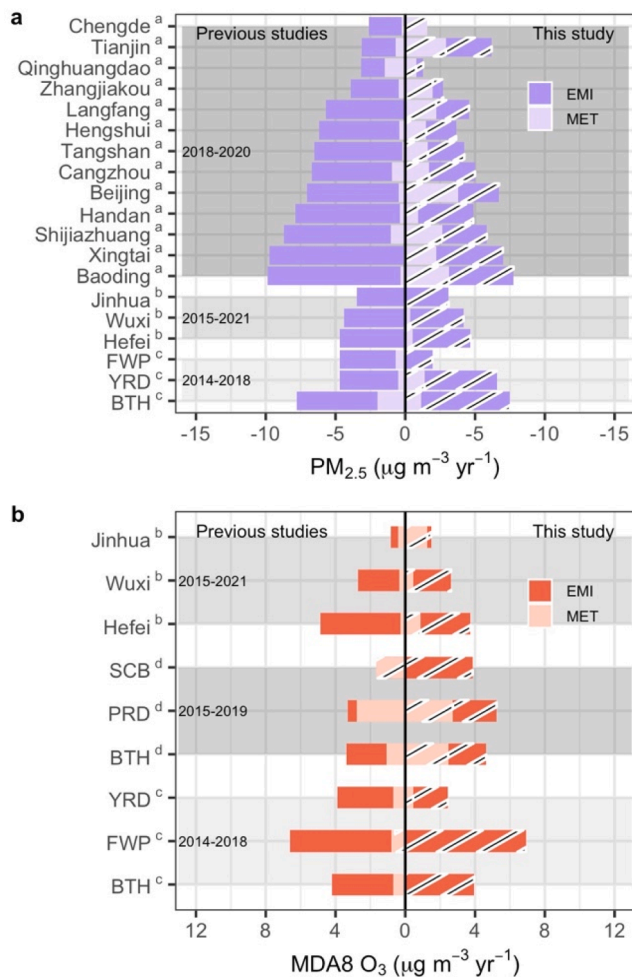 a
Previous studies
This study
Chengde a
Tianjin a
Qinghuangdao a
Zhangjiakou a
Langfang a
Hengshui a
Tangshan a
Cangzhou a
Beijing a
Handan a
Shijiazhuang a
Xingtai a
Baoding a
Jinhua b
Wuxi b
Hefei b
FWP c
YRD c
BTH c
2018-2020
2015-2021
2014-2018
EMI
MET
-15 -10 -5 0 -5 -10 -15
PM2.5 (μg m−3 yr−1)
b
Previous studies
This study
Jinhua b
Wuxi b
Hefei b
SCB d
PRD d
BTH d
YRD c
FWP c
BTH c
2015-2021
2015-2019
2014-2018
EMI
MET
12 8 4 0 4 8 12
MDA8 O3 (μg m−3 yr−1)